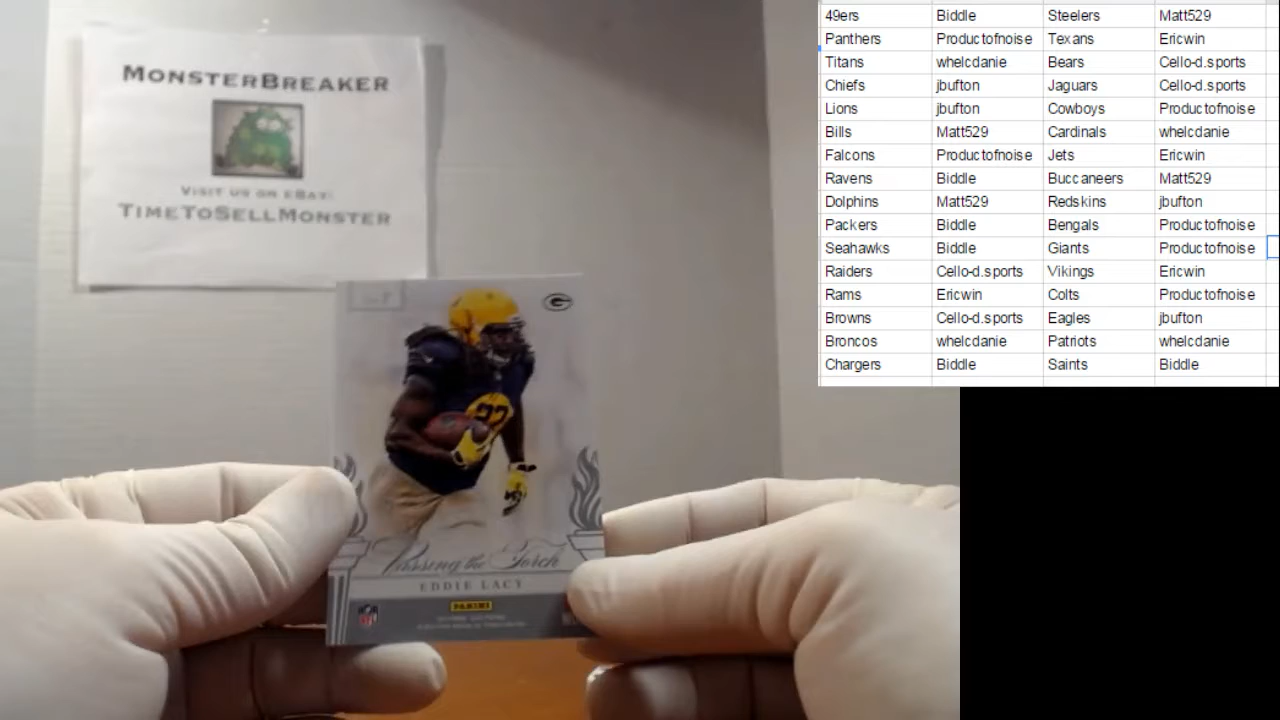 MonsterBreaker
Visit us on eBay:
TimeToSellMonster
49ers Biddle Steelers Matt529
Panthers Productofnoise Texans Ericwin
Titans whelcdanie Bears Cello-d.sports
Chiefs jbufton Jaguars Cello-d.sports
Lions jbufton Cowboys Productofnoise
Bills Matt529 Cardinals whelcdanie
Falcons Productofnoise Jets Ericwin
Ravens Biddle Buccaneers Matt529
Dolphins Matt529 Redskins jbufton
Packers Biddle Bengals Productofnoise
Seahawks Biddle Giants Productofnoise
Raiders Cello-d.sports Vikings Ericwin
Rams Ericwin Colts Productofnoise
Browns Cello-d.sports Eagles jbufton
Broncos whelcdanie Patriots whelcdanie
Chargers Biddle Saints Biddle
G
27
Passing the Torch
EDDIE LACY
NFL
PANINI